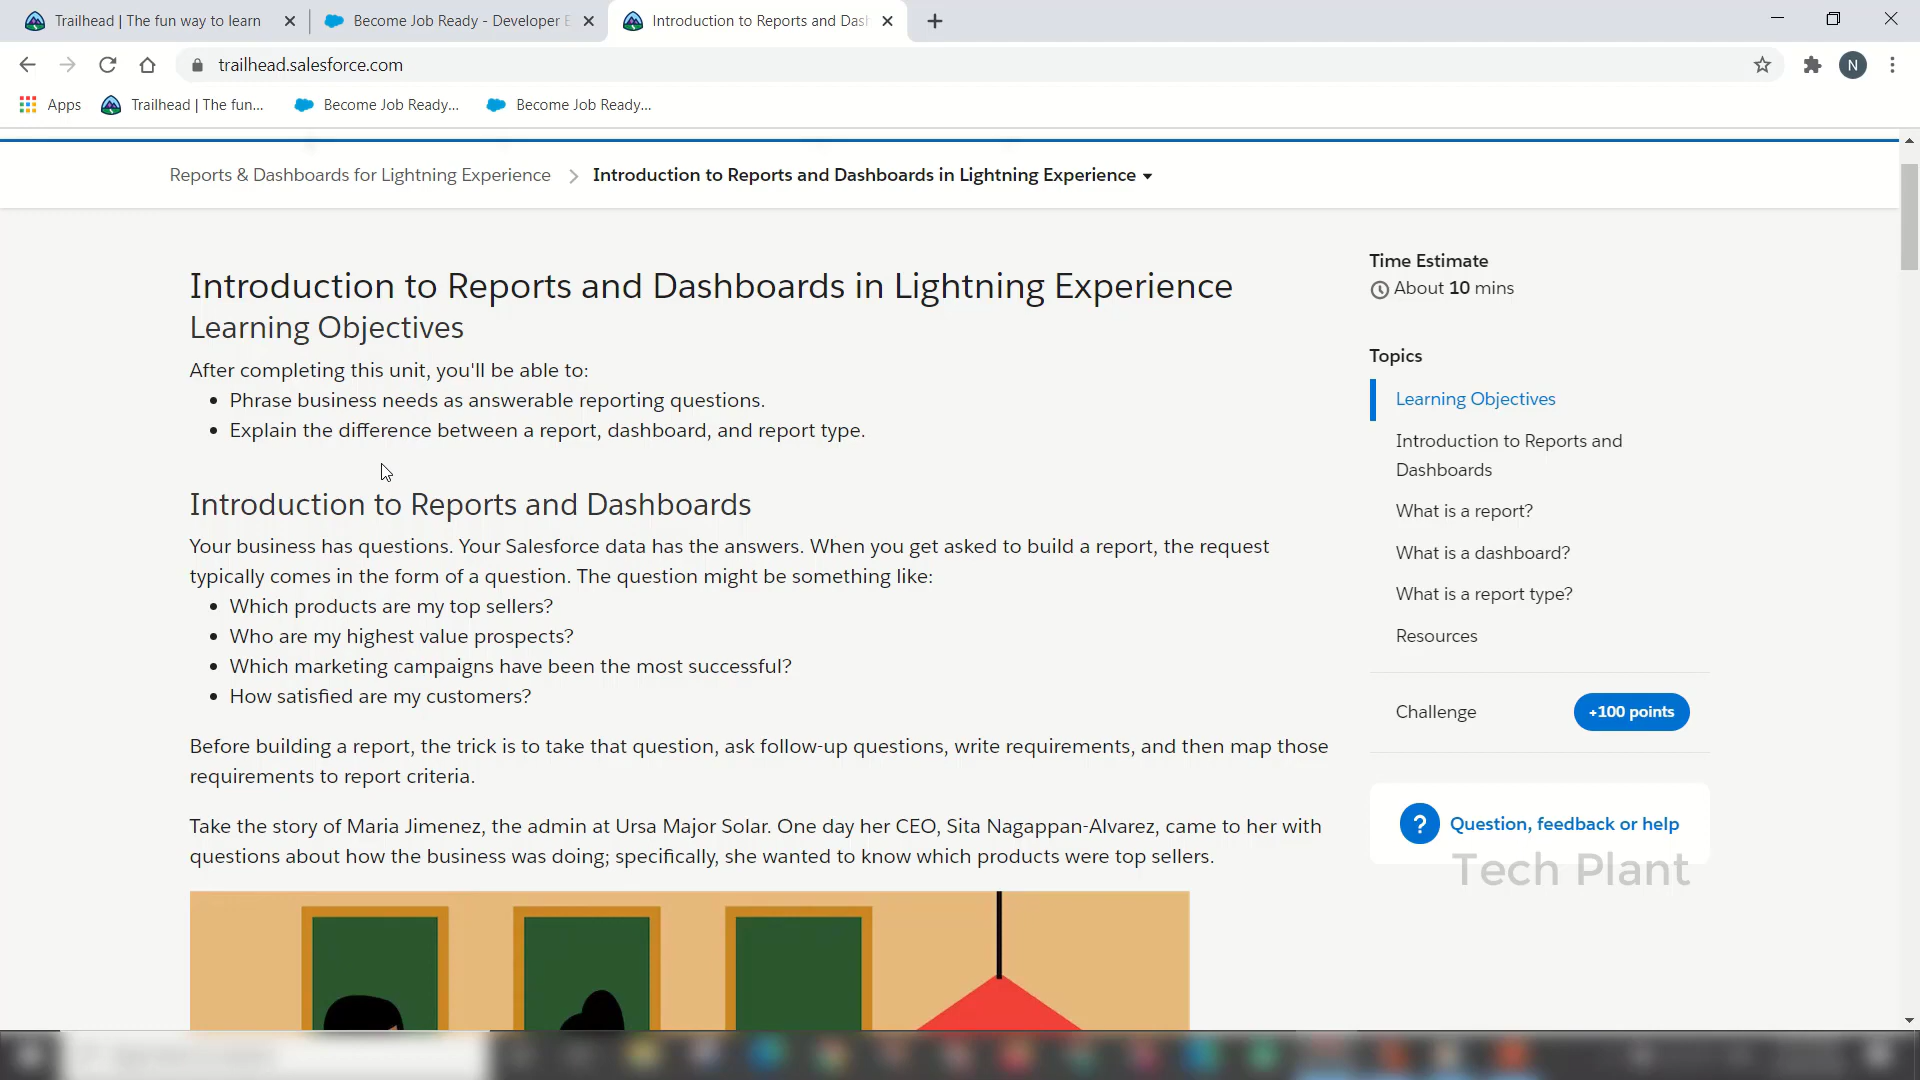 Trailhead | The fun way to learn
Become Job Ready - Developer E
Introduction to Reports and Dash
trailhead.salesforce.com
N
Apps
Trailhead | The fun...
Become Job Ready...
Become Job Ready...
Reports & Dashboards for Lightning Experience
Introduction to Reports and Dashboards in Lightning Experience
Introduction to Reports and Dashboards in Lightning Experience
Learning Objectives
After completing this unit, you'll be able to:
• Phrase business needs as answerable reporting questions.
• Explain the difference between a report, dashboard, and report type.
Introduction to Reports and Dashboards
Your business has questions. Your Salesforce data has the answers. When you get asked to build a report, the request
typically comes in the form of a question. The question might be something like:
• Which products are my top sellers?
• Who are my highest value prospects?
• Which marketing campaigns have been the most successful?
• How satisfied are my customers?
Before building a report, the trick is to take that question, ask follow-up questions, write requirements, and then map those
requirements to report criteria.
Take the story of Maria Jimenez, the admin at Ursa Major Solar. One day her CEO, Sita Nagappan-Alvarez, came to her with
questions about how the business was doing; specifically, she wanted to know which products were top sellers.
Time Estimate
About 10 mins
Topics
Learning Objectives
Introduction to Reports and
Dashboards
What is a report?
What is a dashboard?
What is a report type?
Resources
Challenge
+100 points
? Question, feedback or help
Tech Plant